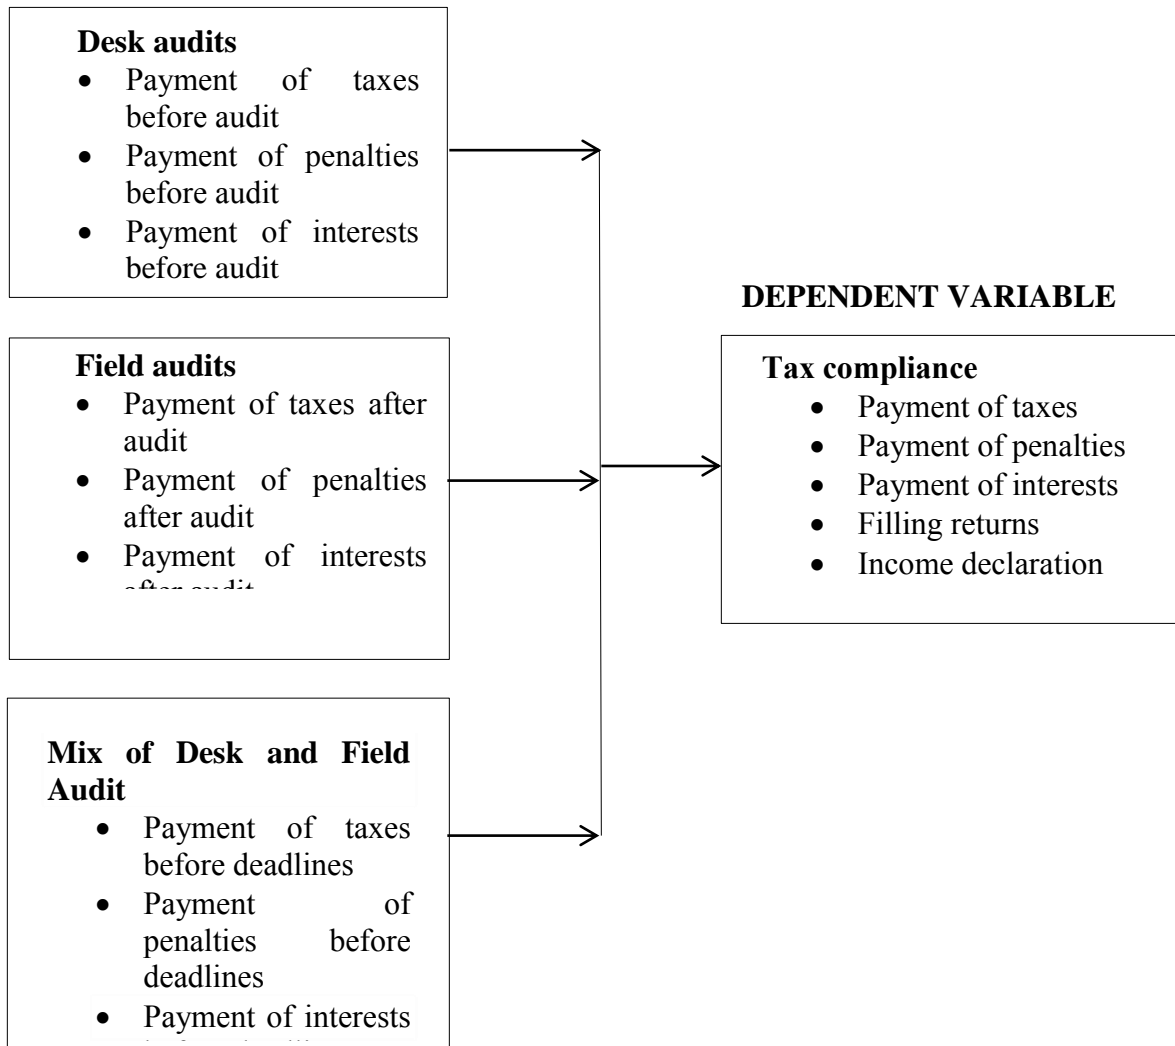 Desk audits
• Payment of taxes
before audit
• Payment of penalties
before audit
• Payment of interests
before audit
Field audits
• Payment of taxes after
audit
• Payment of penalties
after audit
• Payment of interests
after audit
Mix of Desk and Field
Audit
• Payment of taxes
before deadlines
• Payment of
penalties before
deadlines
• Payment of interests
DEPENDENT VARIABLE
Tax compliance
• Payment of taxes
• Payment of penalties
• Payment of interests
• Filling returns
• Income declaration